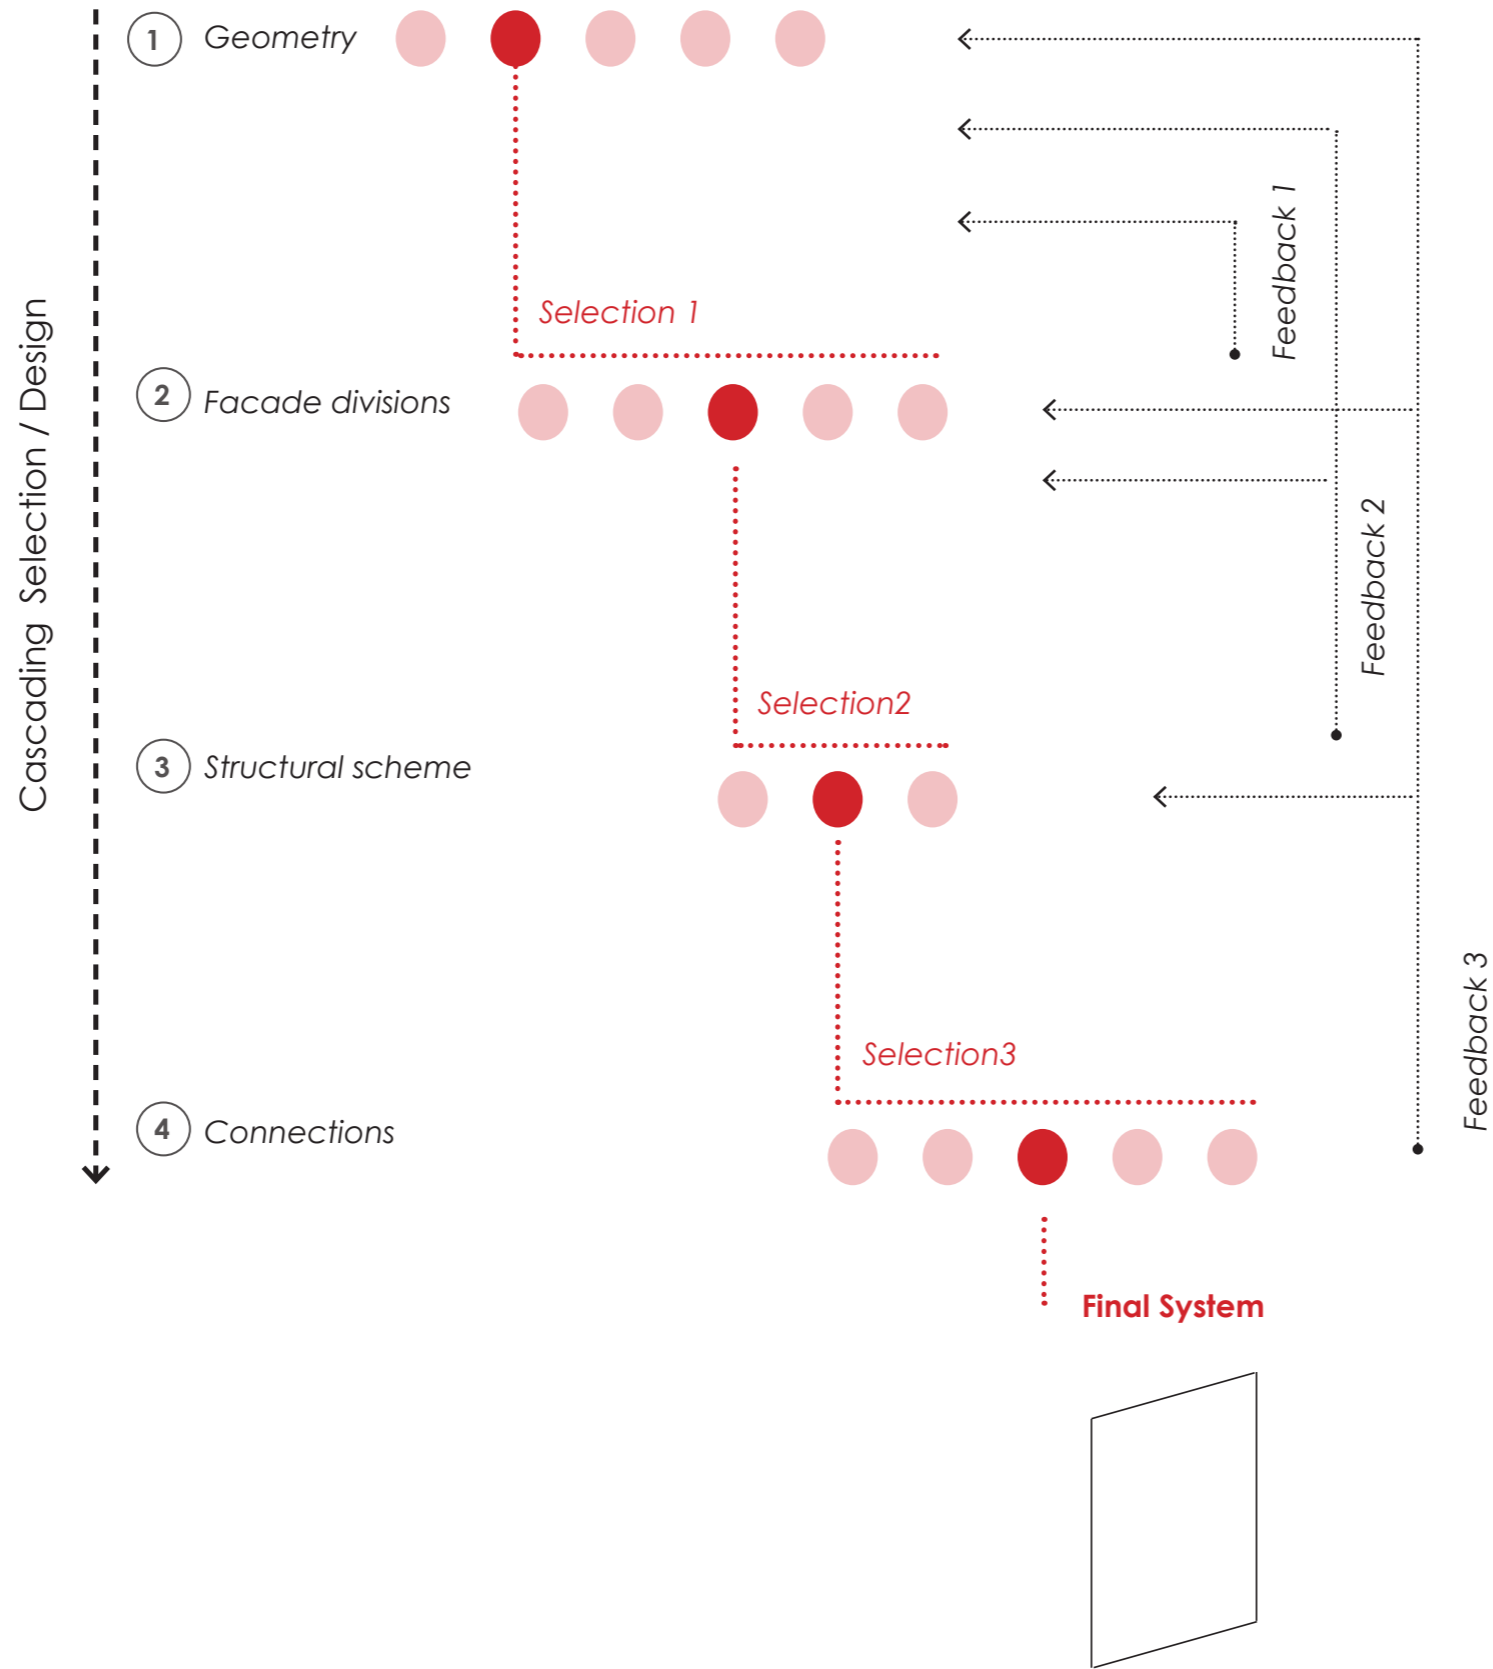 Cascading Selection / Design
1 Geometry
Feedback 1
Selection 1
2 Facade divisions
Feedback 2
Selection2
3 Structural scheme
Feedback 3
Selection3
4 Connections
Final System